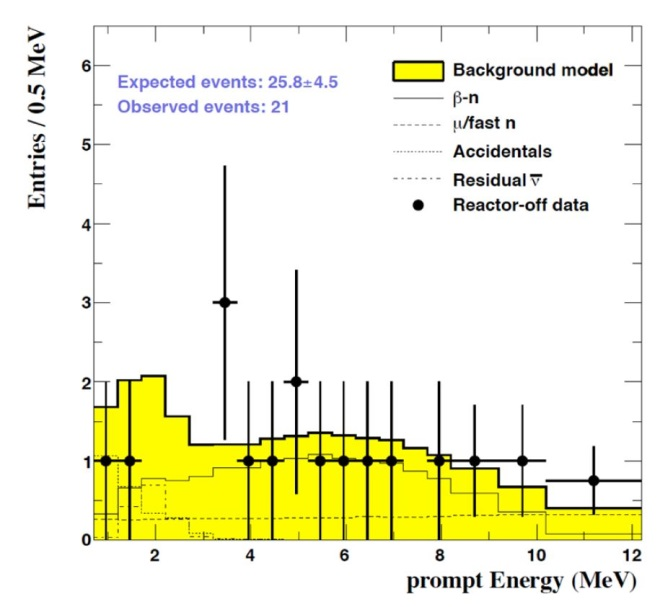 Entries / 0.5 MeV
6
5
4
3
2
1
0
Expected events: 25.8±4.5
Observed events: 21
Background model
β-n
μ/fast n
Accidentals
Residual ν̅
Reactor-off data
2 4 6 8 10 12
prompt Energy (MeV)